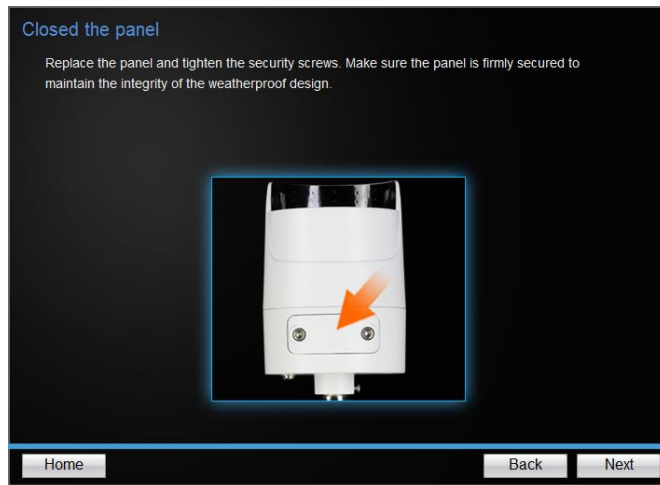 Closed the panel
Replace the panel and tighten the security screws. Make sure the panel is firmly secured to
maintain the integrity of the weatherproof design.
Home
Back
Next